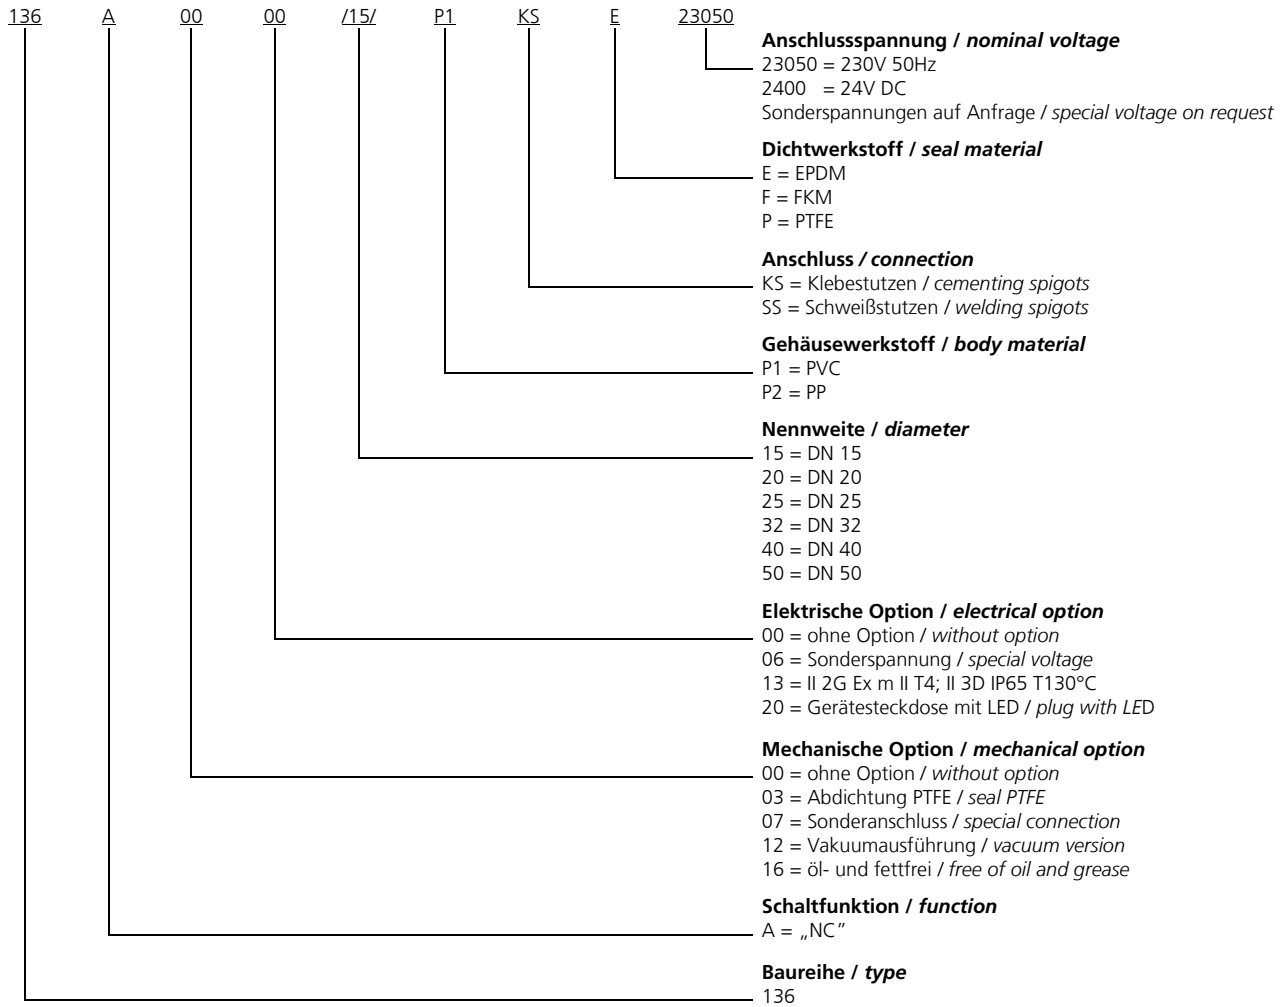 136 A 00 00 /15/ P1 KS E 23050
Anschlussspannung / nominal voltage
23050 = 230V 50Hz
2400 = 24V DC
Sonderspannungen auf Anfrage / special voltage on request
Dichtwerkstoff / seal material
E = EPDM
F = FKM
P = PTFE
Anschluss / connection
KS = Klebestutzen / cementing spigots
SS = Schweißstutzen / welding spigots
Gehäusewerkstoff / body material
P1 = PVC
P2 = PP
Nennweite / diameter
15 = DN 15
20 = DN 20
25 = DN 25
32 = DN 32
40 = DN 40
50 = DN 50
Elektrische Option / electrical option
00 = ohne Option / without option
06 = Sonderspannung / special voltage
13 = II 2G Ex m II T4; II 3D IP65 T130°C
20 = Gerätesteckdose mit LED / plug with LED
Mechanische Option / mechanical option
00 = ohne Option / without option
03 = Abdichtung PTFE / seal PTFE
07 = Sonderanschluss / special connection
12 = Vakuumausführung / vacuum version
16 = öl- und fettfrei / free of oil and grease
Schaltfunktion / function
A = „NC”
Baureihe / type
136